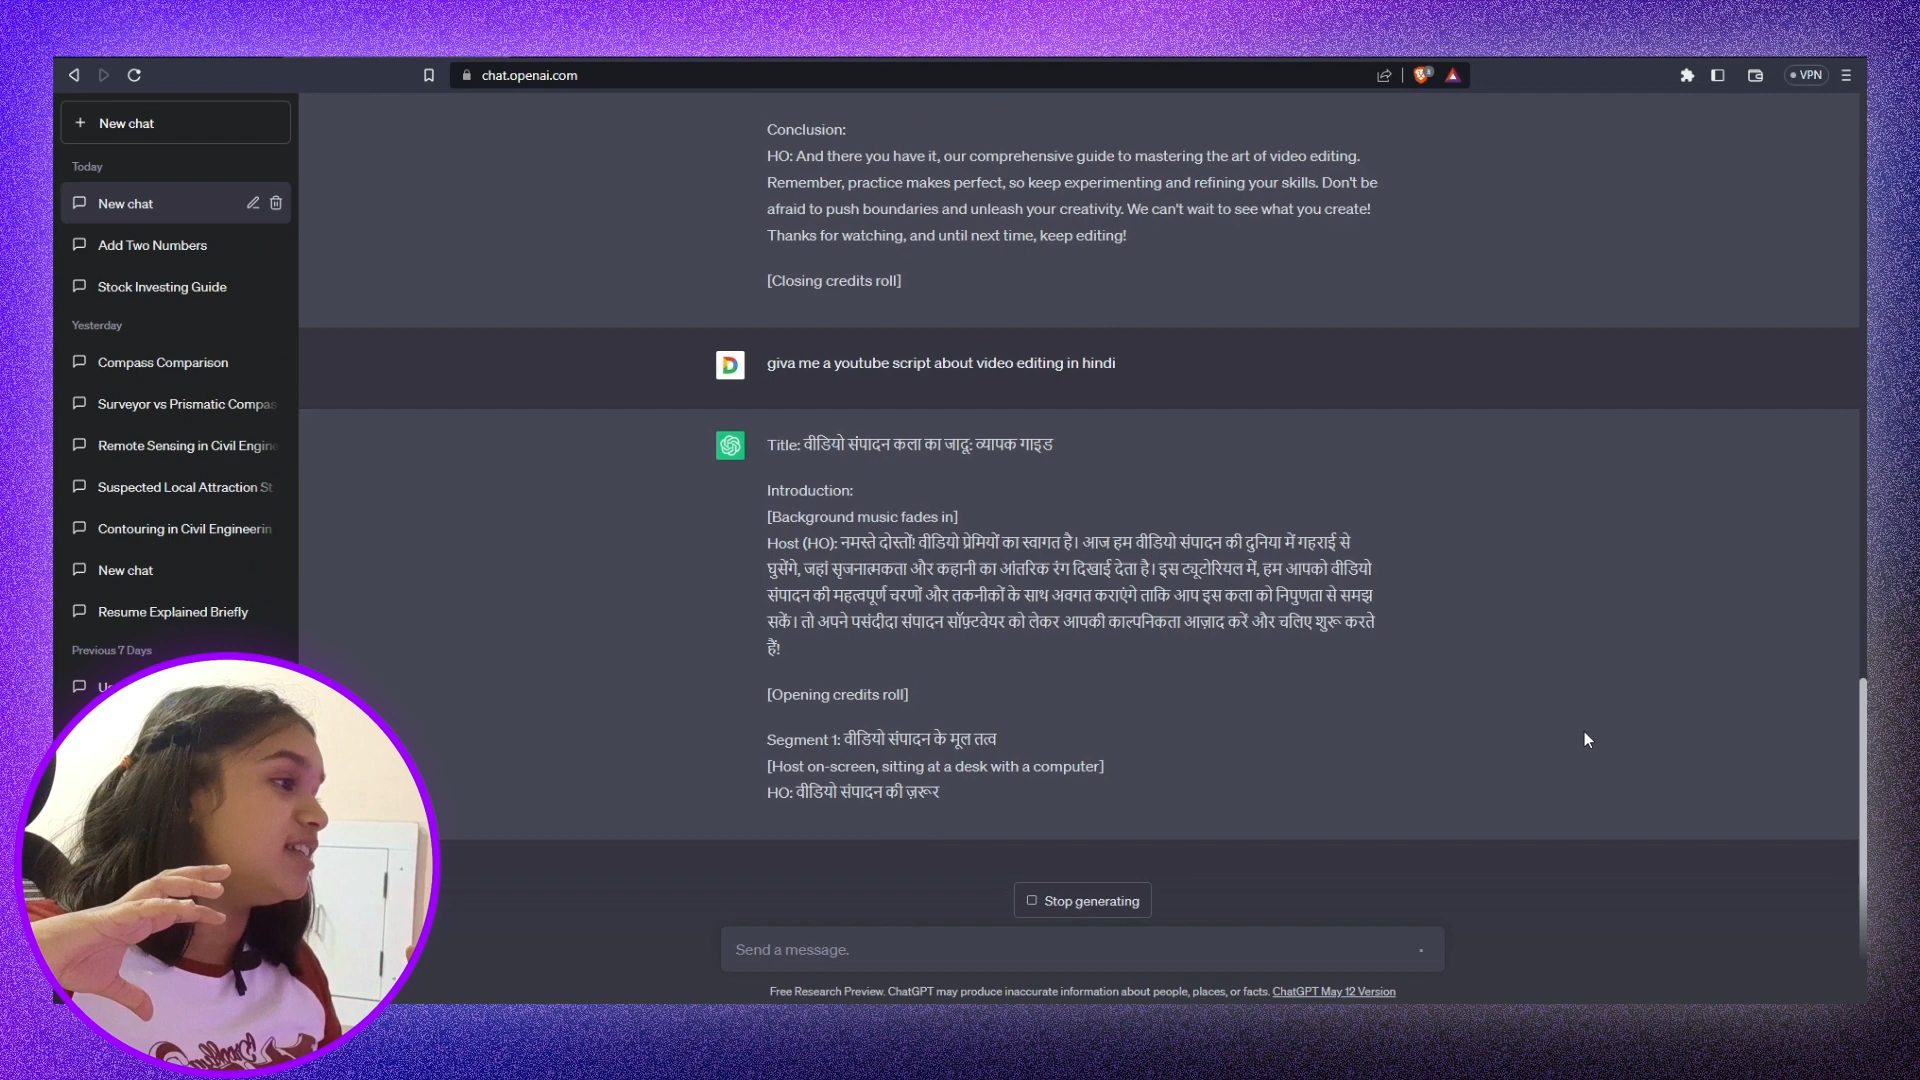 chat.openai.com
VPN
+ New chat
Today
New chat
Add Two Numbers
Stock Investing Guide
Yesterday
Compass Comparison
Surveyor vs Prismatic Compas
Remote Sensing in Civil Engine
Suspected Local Attraction St
Contouring in Civil Engineerin
New chat
Resume Explained Briefly
Previous 7 Days
Conclusion:
HO: And there you have it, our comprehensive guide to mastering the art of video editing.
Remember, practice makes perfect, so keep experimenting and refining your skills. Don't be
afraid to push boundaries and unleash your creativity. We can't wait to see what you create!
Thanks for watching, and until next time, keep editing!
[Closing credits roll]
D
giva me a youtube script about video editing in hindi
Title: वीडियो संपादन कला का जादू: व्यापक गाइड
Introduction:
[Background music fades in]
Host (HO): नमस्ते दोस्तों! वीडियो प्रेमियों का स्वागत है। आज हम वीडियो संपादन की दुनिया में गहराई से
घुसेंगे, जहां सृजनात्मकता और कहानी का आंतरिक रंग दिखाई देता है। इस ट्यूटोरियल में, हम आपको वीडियो
संपादन की महत्वपूर्ण चरणों और तकनीकों के साथ अवगत कराएंगे ताकि आप इस कला को निपुणता से समझ
सकें। तो अपने पसंदीदा संपादन सॉफ़्टवेयर को लेकर आपकी काल्पनिकता आज़ाद करें और चलिए शुरू करते
हैं!
[Opening credits roll]
Segment 1: वीडियो संपादन के मूल तत्व
[Host on-screen, sitting at a desk with a computer]
HO: वीडियो संपादन की ज़रूर
Stop generating
Send a message.
Free Research Preview. ChatGPT may produce inaccurate information about people, places, or facts. ChatGPT May 12 Version